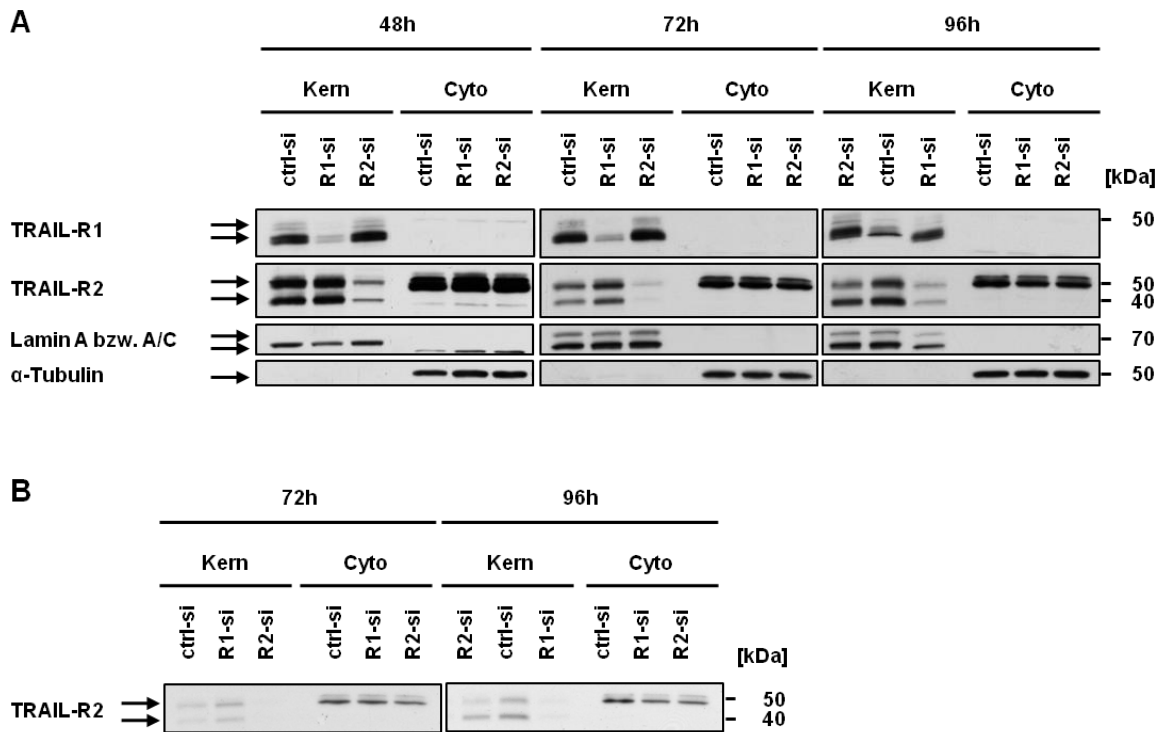 A
48h 72h 96h
Kern Cyto Kern Cyto Kern Cyto
ctrl-si R1-si R2-si ctrl-si R1-si R2-si ctrl-si R1-si R2-si ctrl-si R1-si R2-si R2-si ctrl-si R1-si ctrl-si R1-si R2-si [kDa]
TRAIL-R1 50
TRAIL-R2 50
40
Lamin A bzw. A/C 70
α-Tubulin 50
B
72h 96h
Kern Cyto Kern Cyto
ctrl-si R1-si R2-si ctrl-si R1-si R2-si R2-si ctrl-si R1-si ctrl-si R1-si R2-si [kDa]
TRAIL-R2 50
40